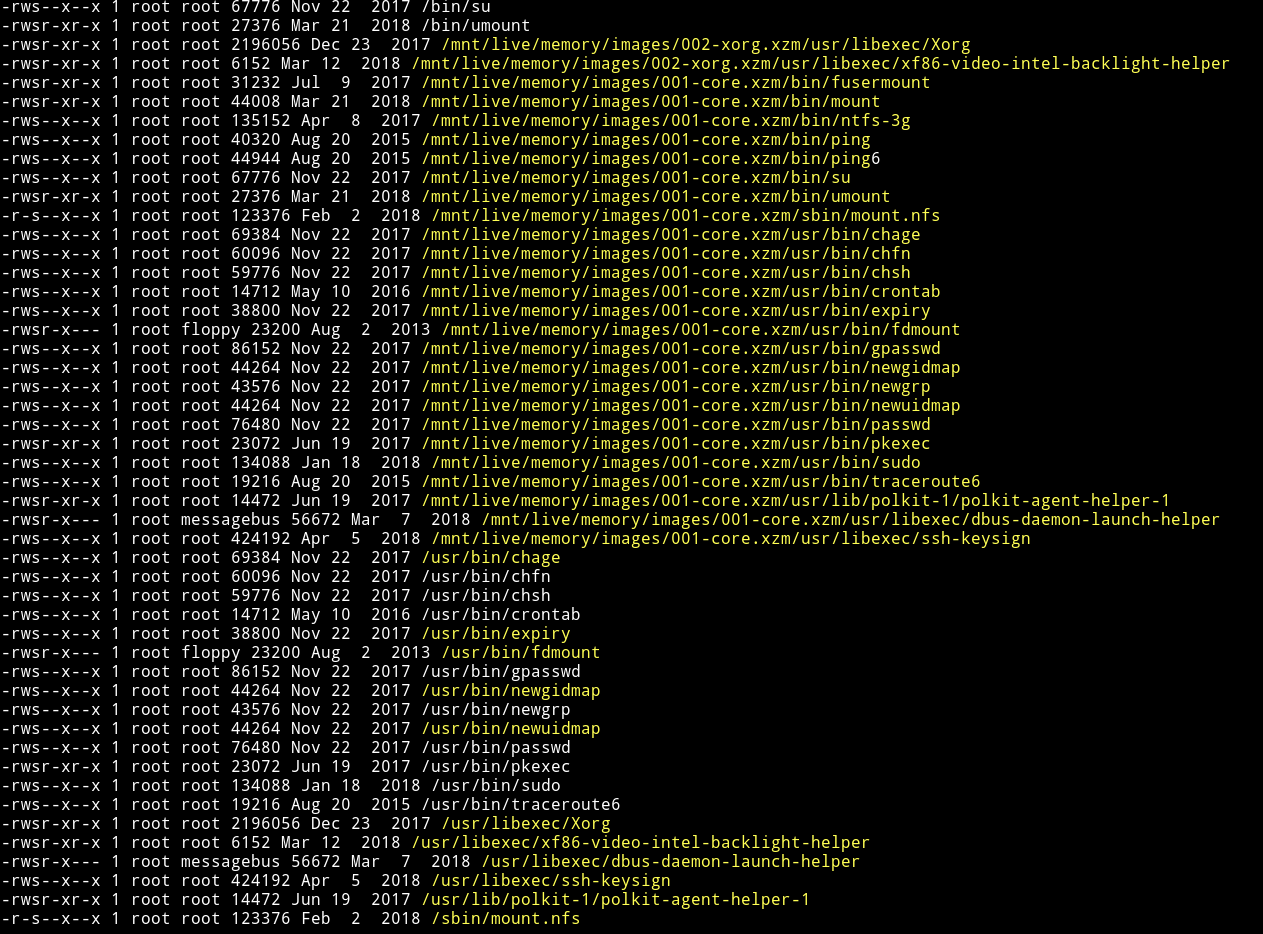 -rws--x--x 1 root root 67776 Nov 22  2017 /bin/su
-rwsr-xr-x 1 root root 27376 Mar 21  2018 /bin/umount
-rwsr-xr-x 1 root root 2196056 Dec 23  2017 /mnt/live/memory/images/002-xorg.xzm/usr/libexec/Xorg
-rwsr-xr-x 1 root root 6152 Mar 12  2018 /mnt/live/memory/images/002-xorg.xzm/usr/libexec/xf86-video-intel-backlight-helper
-rwsr-xr-x 1 root root 31232 Jul  9  2017 /mnt/live/memory/images/001-core.xzm/bin/fusermount
-rwsr-xr-x 1 root root 44008 Mar 21  2018 /mnt/live/memory/images/001-core.xzm/bin/mount
-rwsr-xr-x 1 root root 135152 Apr  8  2017 /mnt/live/memory/images/001-core.xzm/bin/ntfs-3g
-rws--x--x 1 root root 40320 Aug 20  2015 /mnt/live/memory/images/001-core.xzm/bin/ping
-rws--x--x 1 root root 44944 Aug 20  2015 /mnt/live/memory/images/001-core.xzm/bin/ping6
-rws--x--x 1 root root 67776 Nov 22  2017 /mnt/live/memory/images/001-core.xzm/bin/su
-rwsr-xr-x 1 root root 27376 Mar 21  2018 /mnt/live/memory/images/001-core.xzm/bin/umount
-r-s--x--x 1 root root 123376 Feb  2  2018 /mnt/live/memory/images/001-core.xzm/sbin/mount.nfs
-rws--x--x 1 root root 69384 Nov 22  2017 /mnt/live/memory/images/001-core.xzm/usr/bin/chage
-rws--x--x 1 root root 60096 Nov 22  2017 /mnt/live/memory/images/001-core.xzm/usr/bin/chfn
-rws--x--x 1 root root 59776 Nov 22  2017 /mnt/live/memory/images/001-core.xzm/usr/bin/chsh
-rws--x--x 1 root root 14712 May 10  2016 /mnt/live/memory/images/001-core.xzm/usr/bin/crontab
-rws--x--x 1 root root 38800 Nov 22  2017 /mnt/live/memory/images/001-core.xzm/usr/bin/expiry
-rwsr-x--- 1 root floppy 23200 Aug  2  2013 /mnt/live/memory/images/001-core.xzm/usr/bin/fdmount
-rws--x--x 1 root root 86152 Nov 22  2017 /mnt/live/memory/images/001-core.xzm/usr/bin/gpasswd
-rws--x--x 1 root root 44264 Nov 22  2017 /mnt/live/memory/images/001-core.xzm/usr/bin/newgidmap
-rws--x--x 1 root root 43576 Nov 22  2017 /mnt/live/memory/images/001-core.xzm/usr/bin/newgrp
-rws--x--x 1 root root 44264 Nov 22  2017 /mnt/live/memory/images/001-core.xzm/usr/bin/newuidmap
-rws--x--x 1 root root 76480 Nov 22  2017 /mnt/live/memory/images/001-core.xzm/usr/bin/passwd
-rwsr-xr-x 1 root root 23072 Jun 19  2017 /mnt/live/memory/images/001-core.xzm/usr/bin/pkexec
-rws--x--x 1 root root 134088 Jan 18  2018 /mnt/live/memory/images/001-core.xzm/usr/bin/sudo
-rws--x--x 1 root root 19216 Aug 20  2015 /mnt/live/memory/images/001-core.xzm/usr/bin/traceroute6
-rwsr-xr-x 1 root root 14472 Jun 19  2017 /mnt/live/memory/images/001-core.xzm/usr/lib/polkit-1/polkit-agent-helper-1
-rwsr-x--- 1 root messagebus 56672 Mar  7  2018 /mnt/live/memory/images/001-core.xzm/usr/libexec/dbus-daemon-launch-helper
-rws--x--x 1 root root 424192 Apr  5  2018 /mnt/live/memory/images/001-core.xzm/usr/libexec/ssh-keysign
-rws--x--x 1 root root 69384 Nov 22  2017 /usr/bin/chage
-rws--x--x 1 root root 60096 Nov 22  2017 /usr/bin/chfn
-rws--x--x 1 root root 59776 Nov 22  2017 /usr/bin/chsh
-rws--x--x 1 root root 14712 May 10  2016 /usr/bin/crontab
-rws--x--x 1 root root 38800 Nov 22  2017 /usr/bin/expiry
-rwsr-x--- 1 root floppy 23200 Aug  2  2013 /usr/bin/fdmount
-rws--x--x 1 root root 86152 Nov 22  2017 /usr/bin/gpasswd
-rws--x--x 1 root root 44264 Nov 22  2017 /usr/bin/newgidmap
-rws--x--x 1 root root 43576 Nov 22  2017 /usr/bin/newgrp
-rws--x--x 1 root root 44264 Nov 22  2017 /usr/bin/newuidmap
-rws--x--x 1 root root 76480 Nov 22  2017 /usr/bin/passwd
-rwsr-xr-x 1 root root 23072 Jun 19  2017 /usr/bin/pkexec
-rws--x--x 1 root root 134088 Jan 18  2018 /usr/bin/sudo
-rws--x--x 1 root root 19216 Aug 20  2015 /usr/bin/traceroute6
-rwsr-xr-x 1 root root 2196056 Dec 23  2017 /usr/libexec/Xorg
-rwsr-xr-x 1 root root 6152 Mar 12  2018 /usr/libexec/xf86-video-intel-backlight-helper
-rwsr-x--- 1 root messagebus 56672 Mar  7  2018 /usr/libexec/dbus-daemon-launch-helper
-rws--x--x 1 root root 424192 Apr  5  2018 /usr/libexec/ssh-keysign
-rwsr-xr-x 1 root root 14472 Jun 19  2017 /usr/lib/polkit-1/polkit-agent-helper-1
-r-s--x--x 1 root root 123376 Feb  2  2018 /sbin/mount.nfs